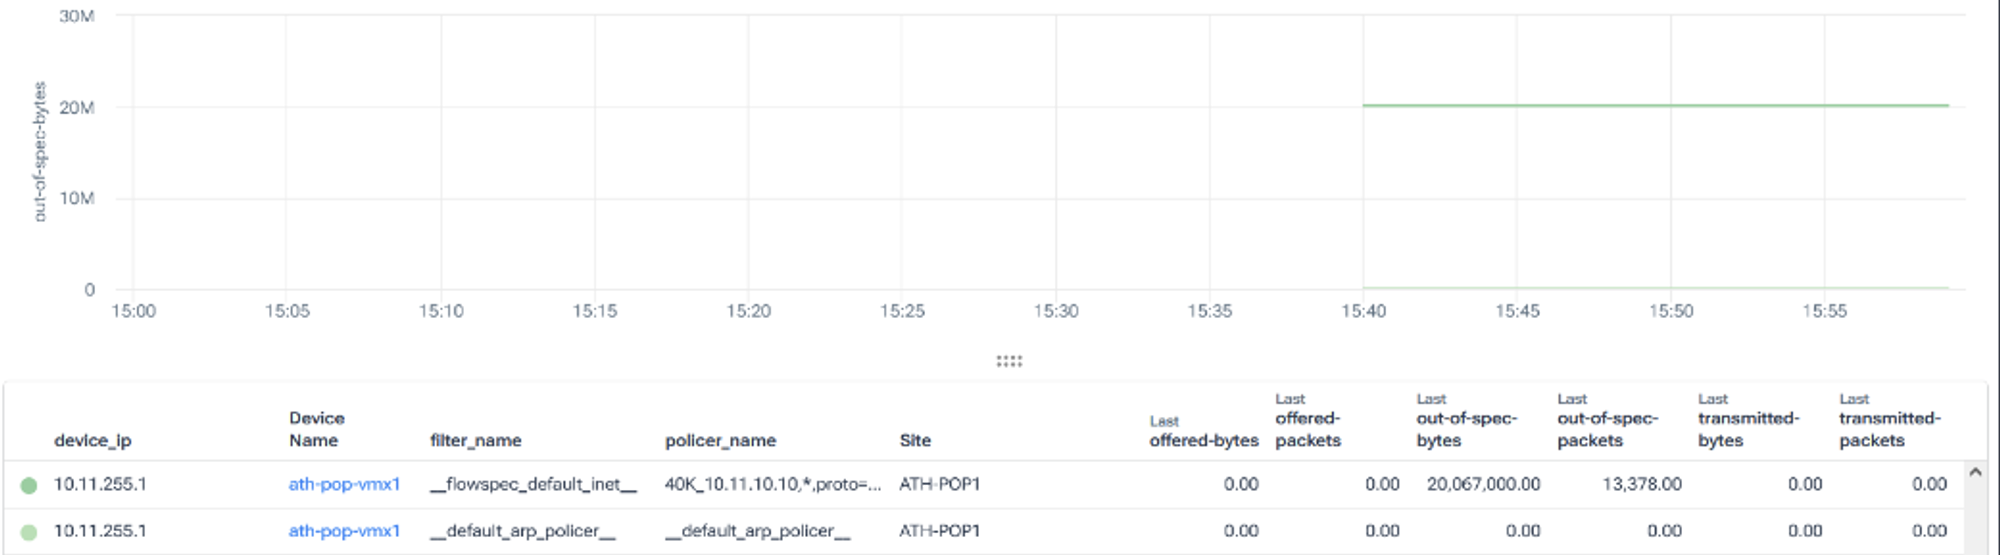 30M
20M
10M
0
out-of-spec-bytes
15:00 15:05 15:10 15:15 15:20 15:25 15:30 15:35 15:40 15:45 15:50 15:55
device_ip
Device Name
filter_name
policer_name
Site
Last offered-bytes
Last offered-packets
Last out-of-spec-bytes
Last out-of-spec-packets
Last transmitted-bytes
Last transmitted-packets
10.11.255.1 ath-pop-vmx1 __flowspec_default_inet__ 40K_10.11.10.10,*,proto=... ATH-POP1 0.00 0.00 20,067,000.00 13,378.00 0.00 0.00
10.11.255.1 ath-pop-vmx1 __default_arp_policer__ __default_arp_policer__ ATH-POP1 0.00 0.00 0.00 0.00 0.00 0.00